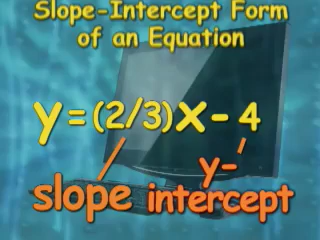 Slope-Intercept Form
of an Equation
y=(2/3)x-4
slope y-intercept